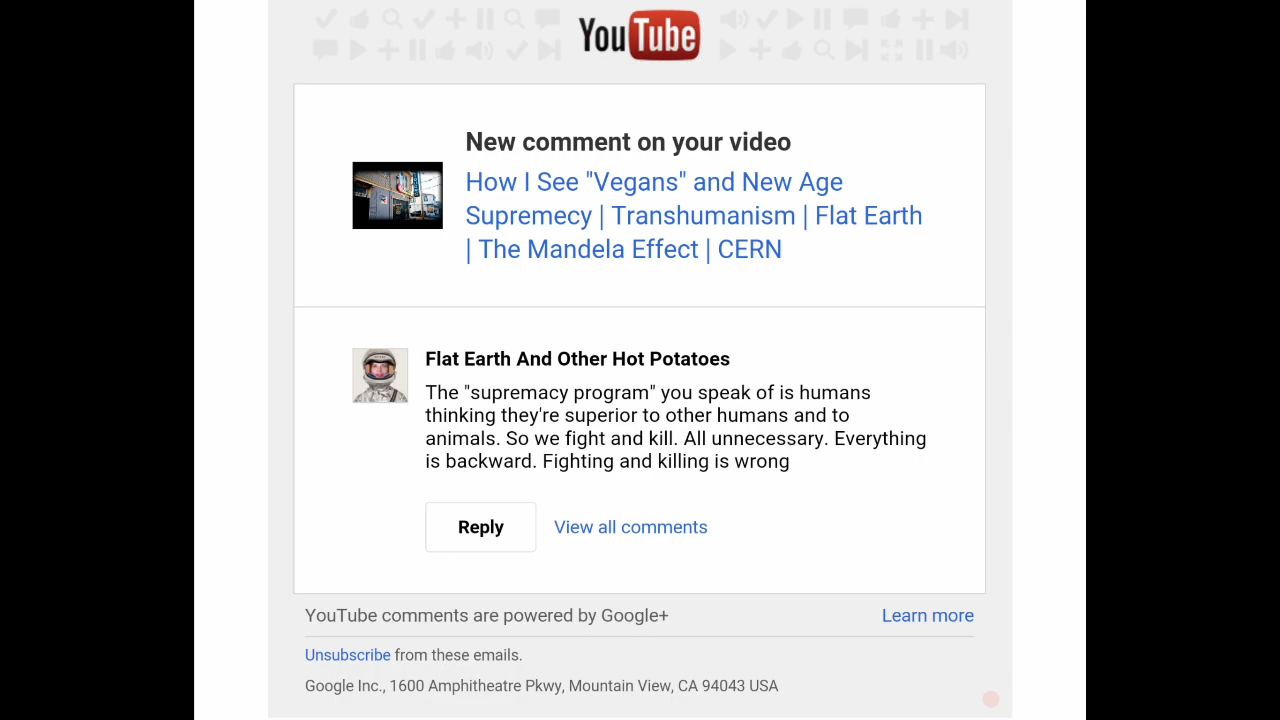 YouTube
New comment on your video
How I See "Vegans" and New Age
Supremecy | Transhumanism | Flat Earth
| The Mandela Effect | CERN
Flat Earth And Other Hot Potatoes
The "supremacy program" you speak of is humans
thinking they're superior to other humans and to
animals. So we fight and kill. All unnecessary. Everything
is backward. Fighting and killing is wrong
Reply View all comments
YouTube comments are powered by Google+ Learn more
Unsubscribe from these emails.
Google Inc., 1600 Amphitheatre Pkwy, Mountain View, CA 94043 USA